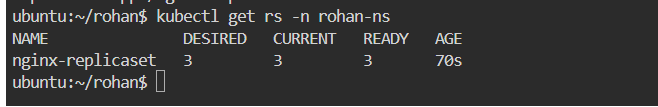 ubuntu:~/rohan$ kubectl get rs -n rohan-ns
NAME DESIRED CURRENT READY AGE
nginx-replicaset 3 3 3 70s
ubuntu:~/rohan$